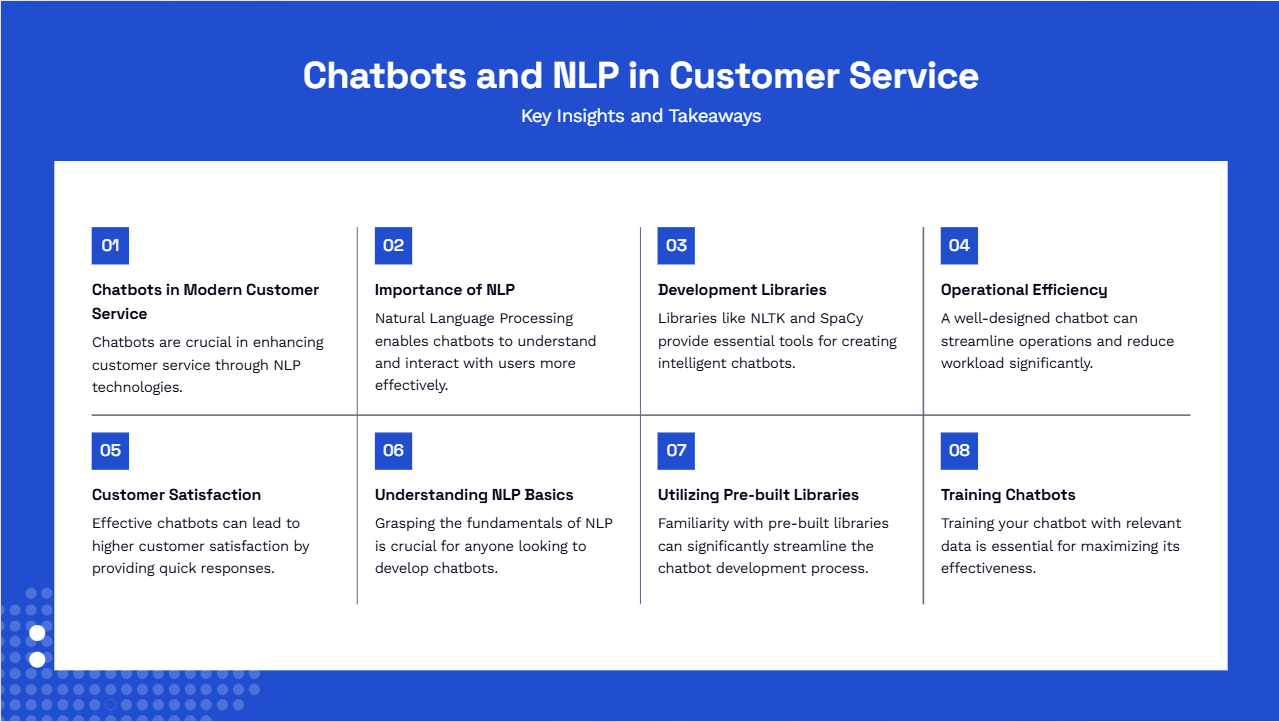 Chatbots and NLP in Customer Service
Key Insights and Takeaways
01
Chatbots in Modern Customer
Service
Chatbots are crucial in enhancing
customer service through NLP
technologies.
02
Importance of NLP
Natural Language Processing
enables chatbots to understand
and interact with users more
effectively.
03
Development Libraries
Libraries like NLTK and SpaCy
provide essential tools for creating
intelligent chatbots.
04
Operational Efficiency
A well-designed chatbot can
streamline operations and reduce
workload significantly.
05
Customer Satisfaction
Effective chatbots can lead to
higher customer satisfaction by
providing quick responses.
06
Understanding NLP Basics
Grasping the fundamentals of NLP
is crucial for anyone looking to
develop chatbots.
07
Utilizing Pre-built Libraries
Familiarity with pre-built libraries
can significantly streamline the
chatbot development process.
08
Training Chatbots
Training your chatbot with relevant
data is essential for maximizing its
effectiveness.